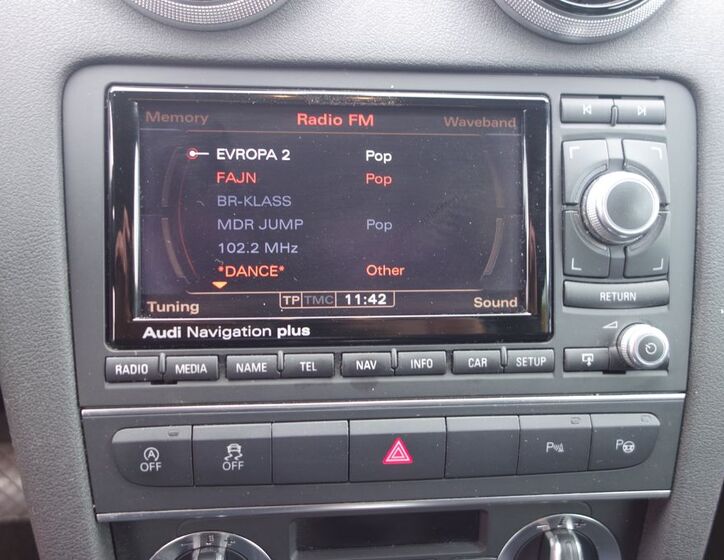 Memory Radio FM Waveband
EVROPA 2 Pop
FAJN Pop
BR-KLASS
MDR JUMP Pop
102.2 MHz
*DANCE* Other
Tuning TP TMC 11:42 Sound
Audi Navigation plus
RETURN
RADIO MEDIA NAME TEL NAV INFO CAR SETUP
A OFF OFF P P